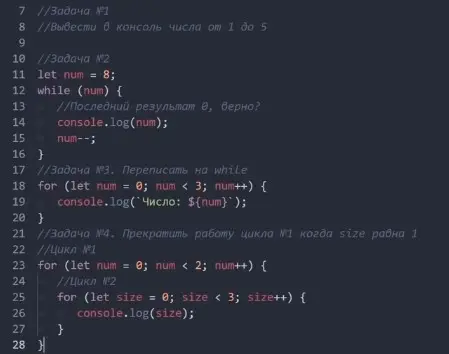 7 //Задача №1
8 //Вывести в консоль числа от 1 до 5
9
10 //Задача №2
11 let num = 8;
12 while (num) {
13 //Последний результат 0, верно?
14 console.log(num);
15 num--;
16 }
17 //Задача №3. Переписать на while
18 for (let num = 0; num < 3; num++) {
19 console.log(`Число: ${num}`);
20 }
21 //Задача №4. Прекратить работу цикла №1 когда size равна 1
22 //Цикл №1
23 for (let num = 0; num < 2; num++) {
24 //Цикл №2
25 for (let size = 0; size < 3; size++) {
26 console.log(size);
27 }
28 }